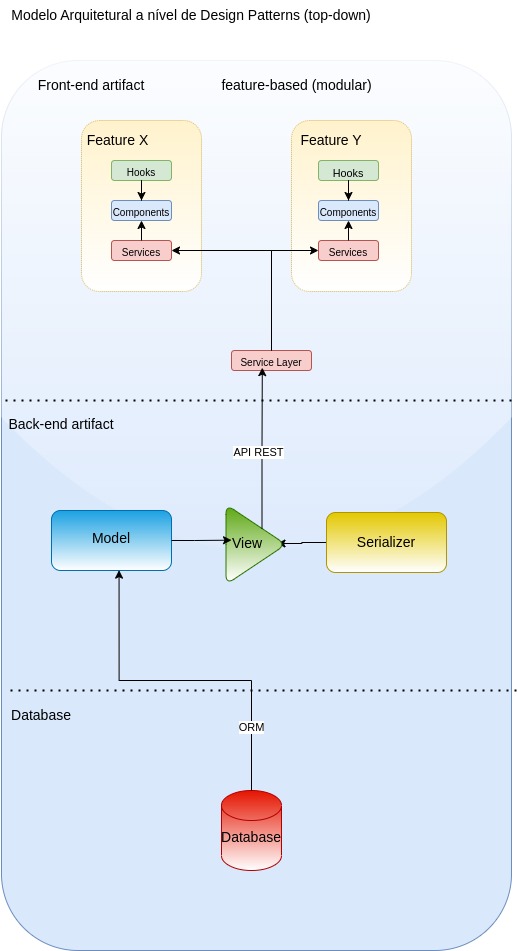 Modelo Arquitetural a nível de Design Patterns (top-down)
Front-end artifact
feature-based (modular)
Feature X
Feature Y
Hooks
Hooks
Components
Components
Services
Services
Service Layer
Back-end artifact
API REST
Model
View
Serializer
Database
ORM
Database